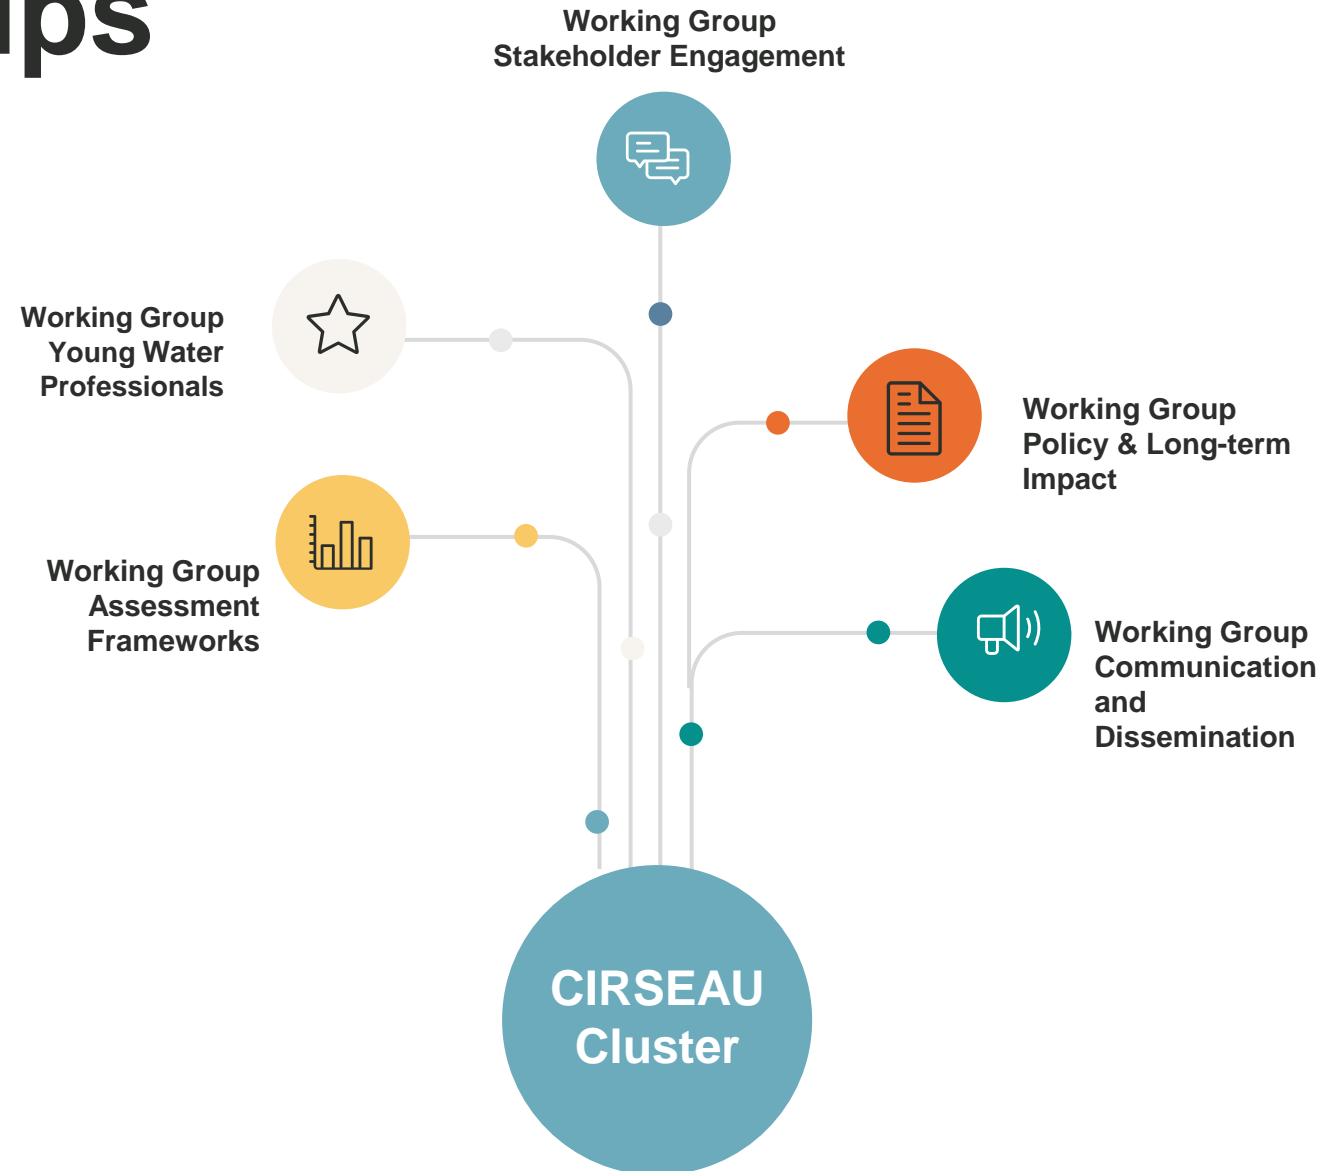 ups
Working Group
Stakeholder Engagement
Working Group
Young Water
Professionals
Working Group
Policy & Long-term
Impact
Working Group
Assessment
Frameworks
Working Group
Communication
and
Dissemination
CIRSEAU
Cluster